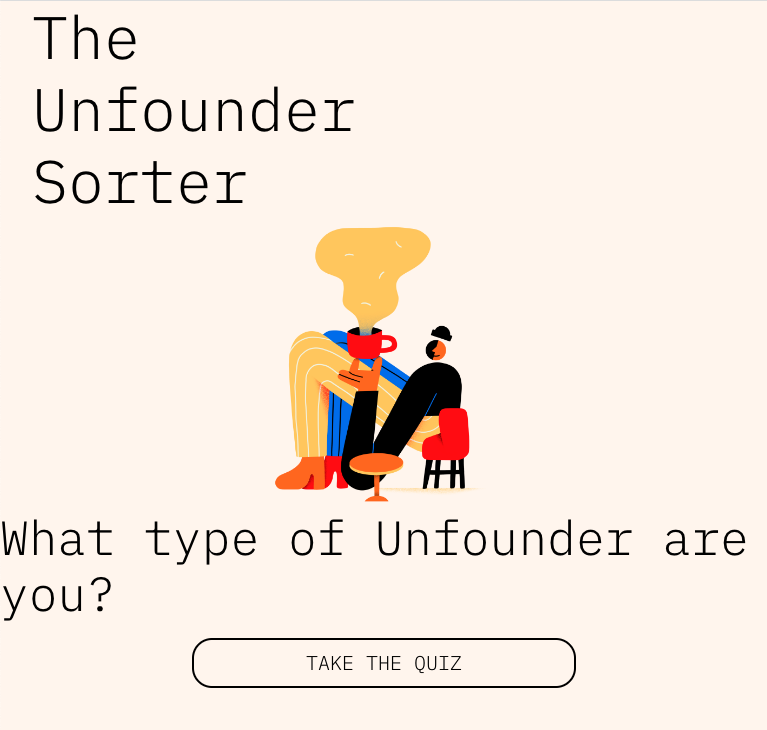 The
Unfounder
Sorter
What type of Unfounder are
you?
TAKE THE QUIZ